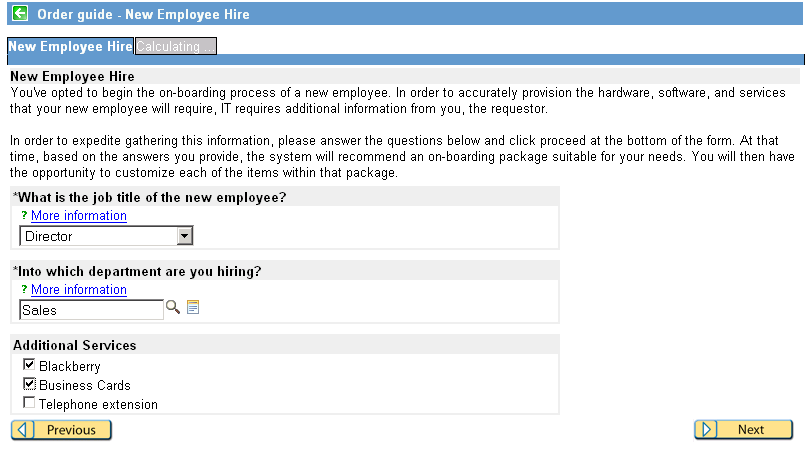 Order guide - New Employee Hire
New Employee Hire Calculating ...
New Employee Hire
You've opted to begin the on-boarding process of a new employee. In order to accurately provision the hardware, software, and services
that your new employee will require, IT requires additional information from you, the requestor.
In order to expedite gathering this information, please answer the questions below and click proceed at the bottom of the form. At that
time, based on the answers you provide, the system will recommend an on-boarding package suitable for your needs. You will then have
the opportunity to customize each of the items within that package.
*What is the job title of the new employee?
? More information
Director
*Into which department are you hiring?
? More information
Sales
Additional Services
Blackberry
Business Cards
Telephone extension
Previous Next